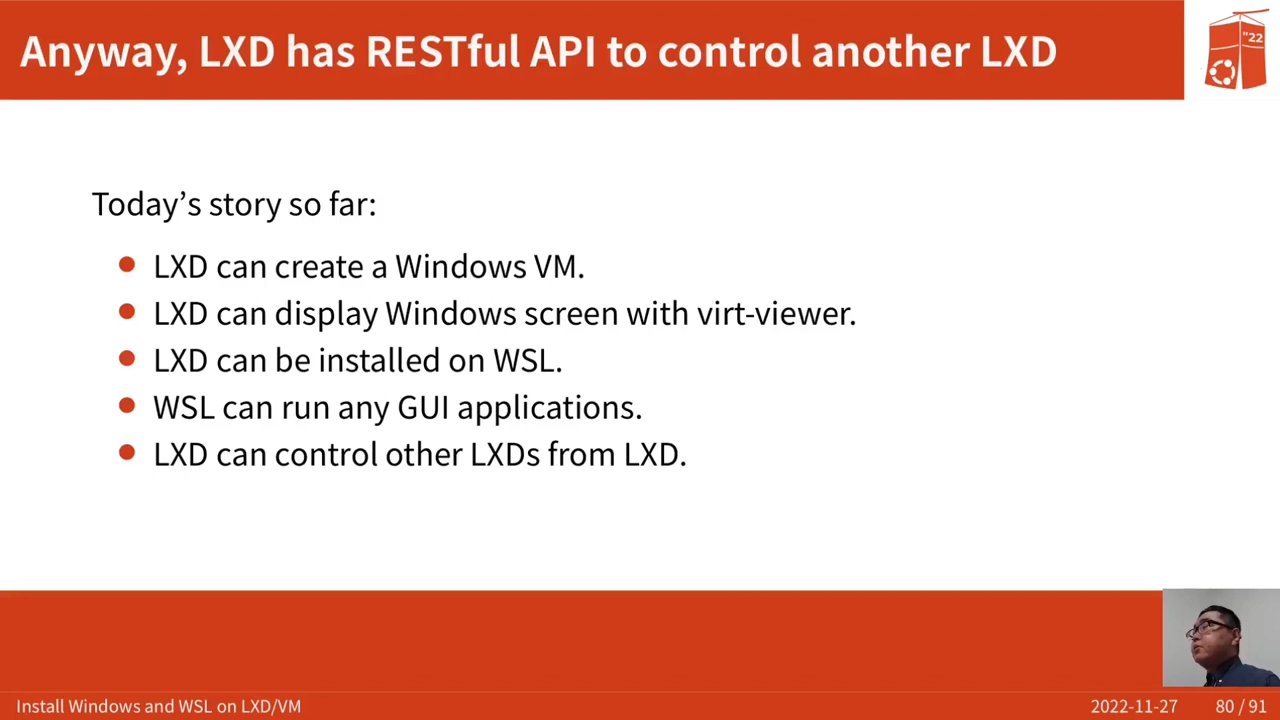 Anyway, LXD has RESTful API to control another LXD
"22
Today’s story so far:
LXD can create a Windows VM.
LXD can display Windows screen with virt-viewer.
LXD can be installed on WSL.
WSL can run any GUI applications.
LXD can control other LXDs from LXD.
Install Windows and WSL on LXD/VM
2022-11-27
80 / 91